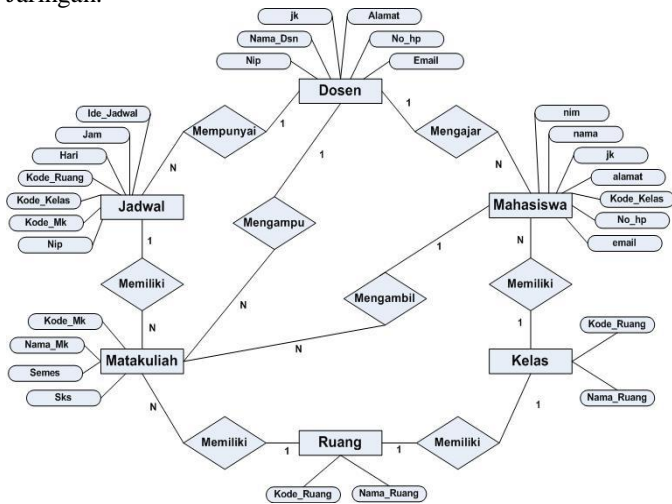 Jaringan.
jk
Alamat
Nama_Dsn
No_hp
Nip
Email
Dosen
Ide_Jadwal
Jam
Hari
Kode_Ruang
Kode_Kelas
Kode_Mk
Nip
Jadwal
Mempunyai
1
N
Mengajar
1
N
Mengampu
1
N
nim
nama
jk
alamat
Kode_Kelas
No_hp
email
Mahasiswa
Memiliki
1
N
Mengambil
1
N
Memiliki
N
1
Kode_Mk
Nama_Mk
Semes
Sks
Matakuliah
Kelas
Kode_Ruang
Nama_Ruang
Memiliki
N
1
Ruang
Memiliki
1
1
Kode_Ruang
Nama_Ruang